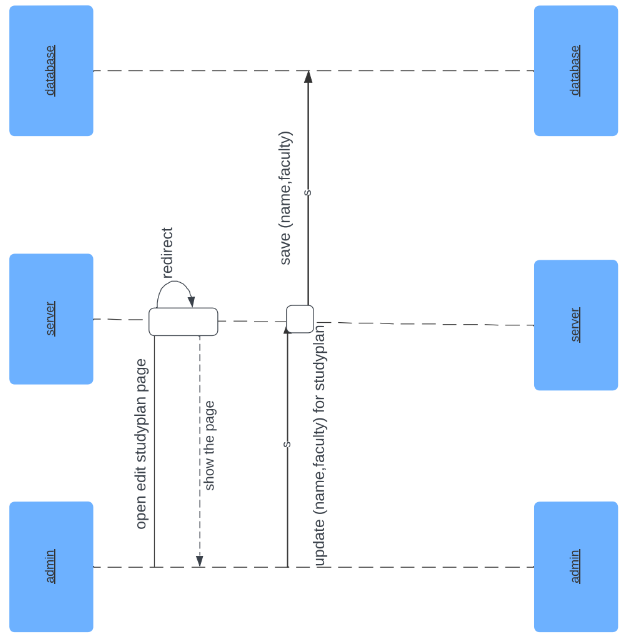 admin
server
database
open edit studyplan page
redirect
show the page
s
update (name,faculty) for studyplan
save (name,faculty)
s
admin
server
database